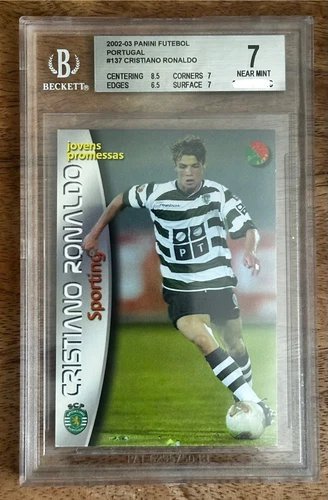 2002-03 PANINI FUTEBOL
PORTUGAL
#137 CRISTIANO RONALDO
CENTERING 8.5 CORNERS 7
EDGES 6.5 SURFACE 7
7
NEAR MINT
B
BECKETT
jovens
promessas
CRISTIANO RONALDO
Sporting
PT
SCP